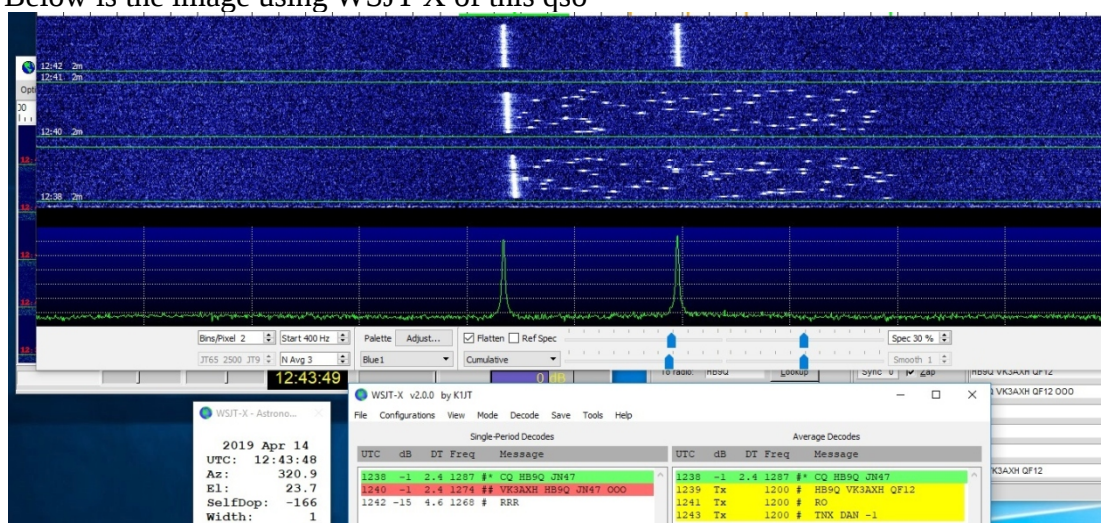 Below is the image using WSJT-X of this qso
12:42 2m
12:41 2m
12:40 2m
12:38 2m
Bins/Pixel 2 Start 400 Hz Palette Adjust... Flatten Ref Spec Spec 30 %
JT65 2500 JT9 N Avg 3 Blue1 Cumulative Smooth 1
12:43:49 0 dB To radio: HB9Q Lookup Sync 0 Zap HB9Q VK3AXH QF12
VK3AXH QF12 OOO
WSJT-X v2.0.0 by K1JT
WSJT-X - Astrono...
File Configurations View Mode Decode Save Tools Help
Single-Period Decodes Average Decodes
UTC dB DT Freq Message UTC dB DT Freq Message
2019 Apr 14
UTC: 12:43:48
Az: 320.9
El: 23.7
SelfDop: -166
Width: 1
1238 -1 2.4 1287 #* CQ HB9Q JN47
1240 -1 2.4 1274 ## VK3AXH HB9Q JN47 OOO
1242 -15 4.6 1268 # RRR
1238 -1 2.4 1287 #* CQ HB9Q JN47
1239 Tx 1200 # HB9Q VK3AXH QF12
1241 Tx 1200 # RO
1243 Tx 1200 # TNX DAN -1
K3AXH QF12